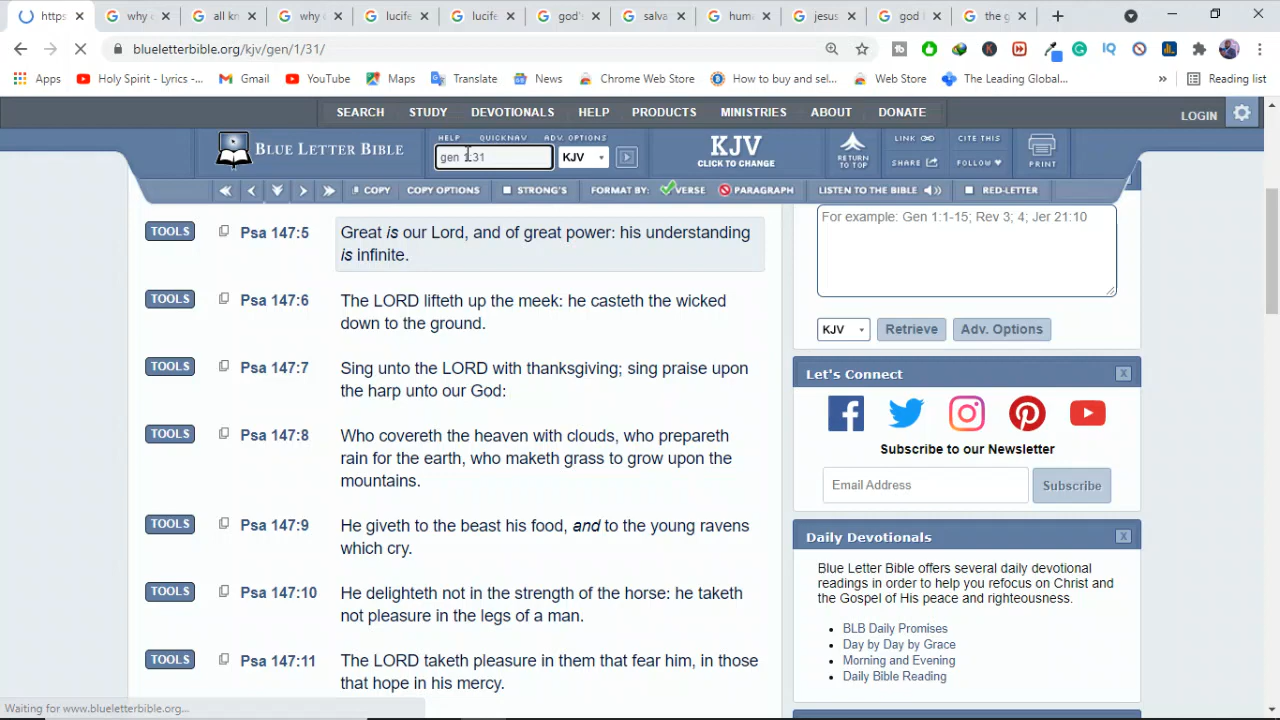 https
why c
all kn
why c
lucife
lucife
god's
salva
huma
jesus
god i
the g
blueletterbible.org/kjv/gen/1/31/
Apps
Holy Spirit - Lyrics -...
Gmail
YouTube
Maps
Translate
News
Chrome Web Store
How to buy and sel...
Web Store
The Leading Global...
»
Reading list
SEARCH
STUDY
DEVOTIONALS
HELP
PRODUCTS
MINISTRIES
ABOUT
DONATE
LOGIN
BLUE LETTER BIBLE
HELP
QUICKNAV
ADV. OPTIONS
gen 1:31
KJV
KJV
CLICK TO CHANGE
RETURN
TO TOP
LINK
CITE THIS
SHARE
FOLLOW
PRINT
COPY
COPY OPTIONS
STRONG'S
FORMAT BY:
VERSE
PARAGRAPH
LISTEN TO THE BIBLE
RED-LETTER
TOOLS
Psa 147:5
Great is our Lord, and of great power: his understanding
is infinite.
TOOLS
Psa 147:6
The LORD lifteth up the meek: he casteth the wicked
down to the ground.
TOOLS
Psa 147:7
Sing unto the LORD with thanksgiving; sing praise upon
the harp unto our God:
TOOLS
Psa 147:8
Who covereth the heaven with clouds, who prepareth
rain for the earth, who maketh grass to grow upon the
mountains.
TOOLS
Psa 147:9
He giveth to the beast his food, and to the young ravens
which cry.
TOOLS
Psa 147:10
He delighteth not in the strength of the horse: he taketh
not pleasure in the legs of a man.
TOOLS
Psa 147:11
The LORD taketh pleasure in them that fear him, in those
that hope in his mercy.
For example: Gen 1:1-15; Rev 3; 4; Jer 21:10
KJV
Retrieve
Adv. Options
Let's Connect
X
Subscribe to our Newsletter
Email Address
Subscribe
Daily Devotionals
X
Blue Letter Bible offers several daily devotional
readings in order to help you refocus on Christ and
the Gospel of His peace and righteousness.
BLB Daily Promises
Day by Day by Grace
Morning and Evening
Daily Bible Reading
Waiting for www.blueletterbible.org...